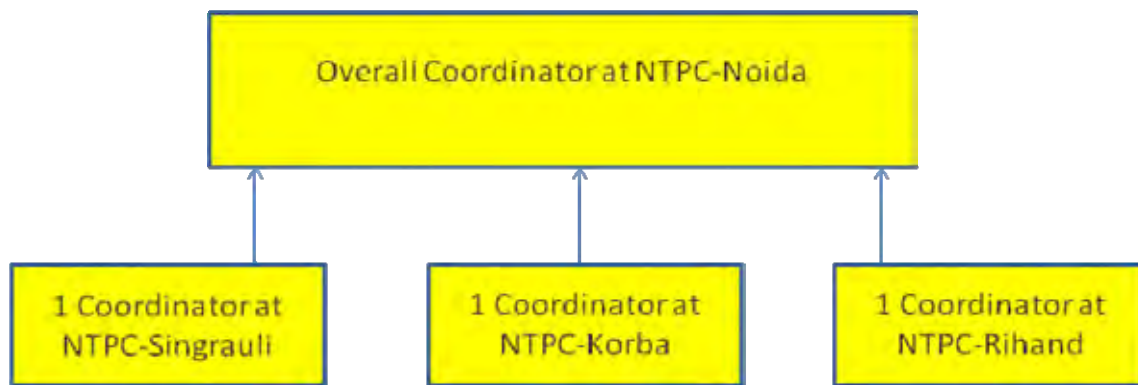 Overall Coordinator at NTPC-Noida
1 Coordinator at
NTPC-Singrauli
1 Coordinator at
NTPC-Korba
1 Coordinator at
NTPC-Rihand